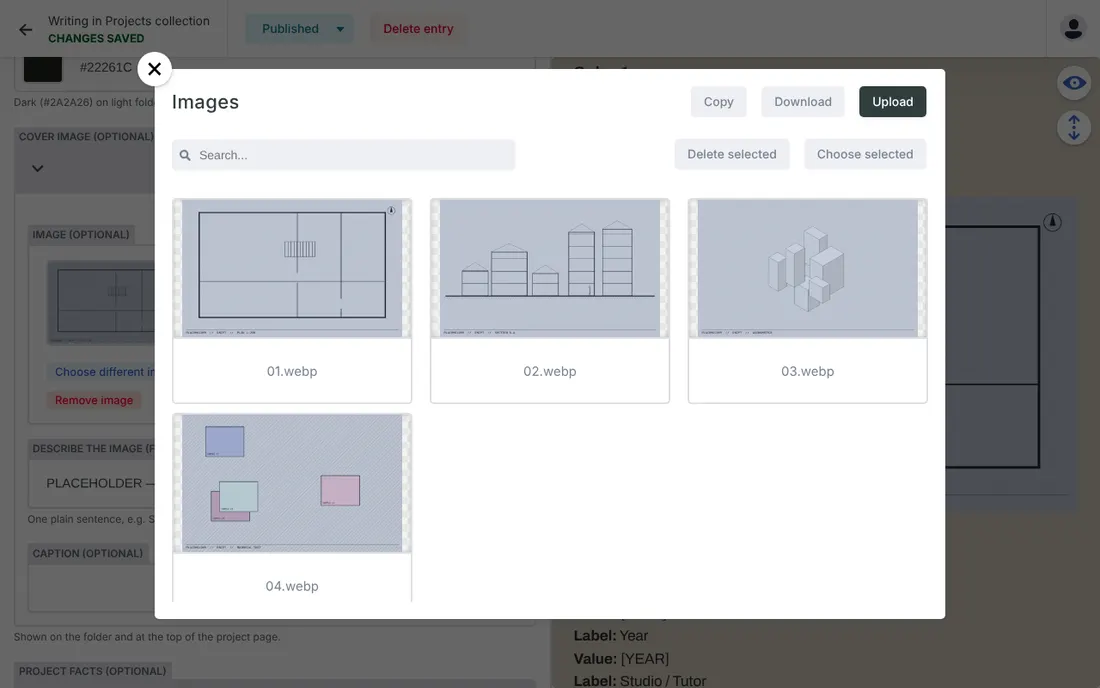 Writing in Projects collection
CHANGES SAVED
Published
Delete entry
#22261C
Dark (#2A2A26) on light fold
COVER IMAGE (OPTIONAL)
IMAGE (OPTIONAL)
Choose different in
Remove image
DESCRIBE THE IMAGE (F
PLACEHOLDER —
One plain sentence, e.g. S
CAPTION (OPTIONAL)
Shown on the folder and at the top of the project page.
PROJECT FACTS (OPTIONAL)
Images
Copy
Download
Upload
Search...
Delete selected
Choose selected
01.webp
02.webp
03.webp
04.webp
Label: Year
Value: [YEAR]
Label: Studio / Tutor